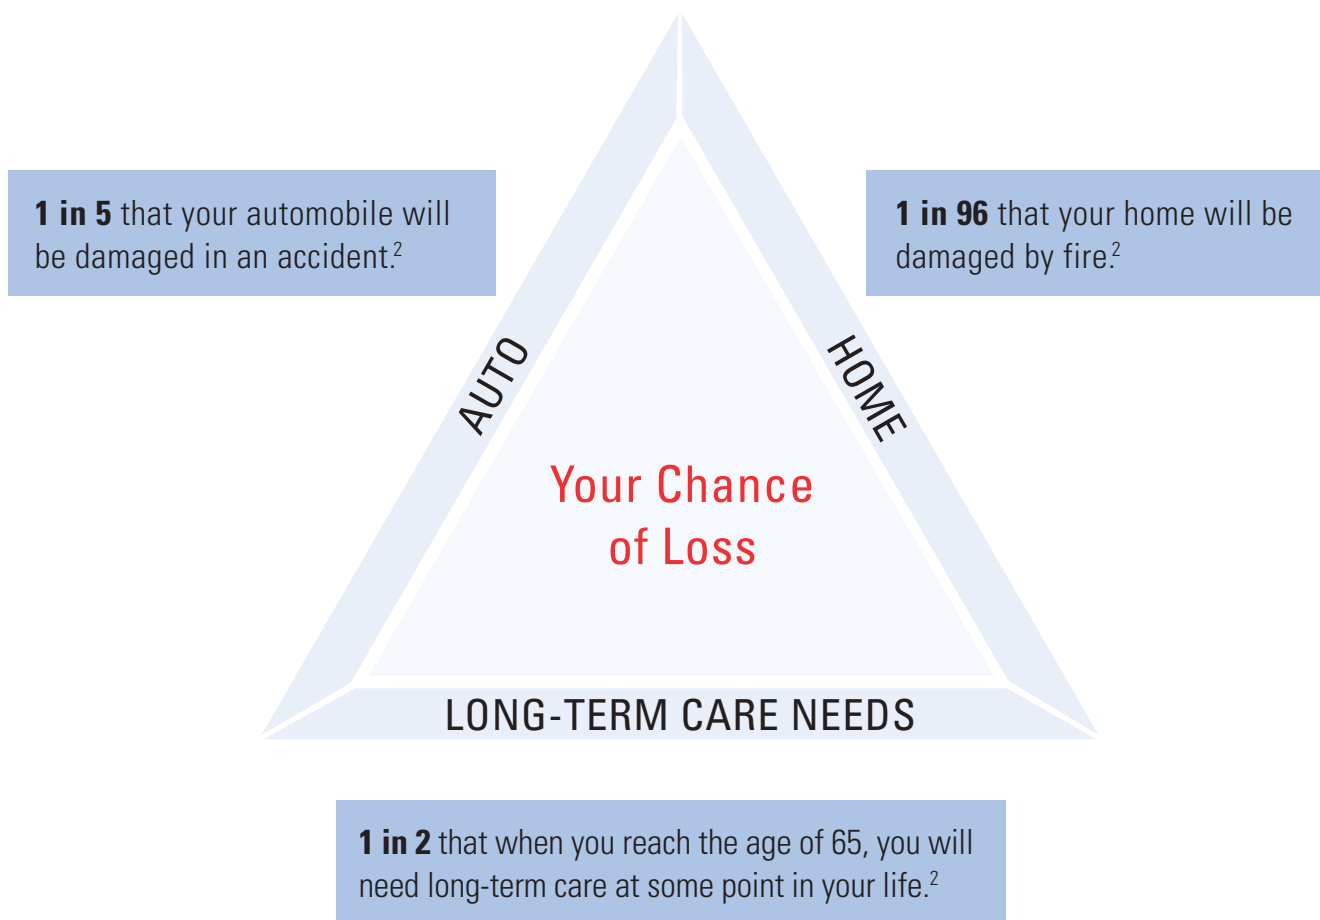 1 in 5 that your automobile will
be damaged in an accident.²
1 in 96 that your home will be
damaged by fire.²
AUTO
HOME
Your Chance
of Loss
LONG-TERM CARE NEEDS
1 in 2 that when you reach the age of 65, you will
need long-term care at some point in your life.²